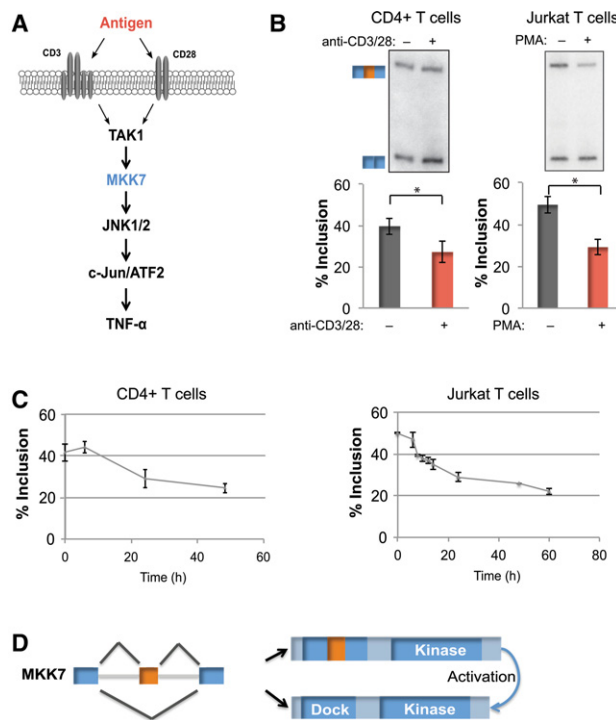 A
Antigen
CD3
CD28
TAK1
MKK7
JNK1/2
c-Jun/ATF2
TNF-α
B
CD4+ T cells
anti-CD3/28: – +
Jurkat T cells
PMA: – +
% Inclusion
60
40
20
0
*
anti-CD3/28: – +
% Inclusion
60
40
20
0
*
PMA: – +
C
CD4+ T cells
% Inclusion
60
40
20
0
0 20 40 60
Time (h)
Jurkat T cells
% Inclusion
60
40
20
0
0 20 40 60 80
Time (h)
D
MKK7
Kinase
Activation
Dock Kinase